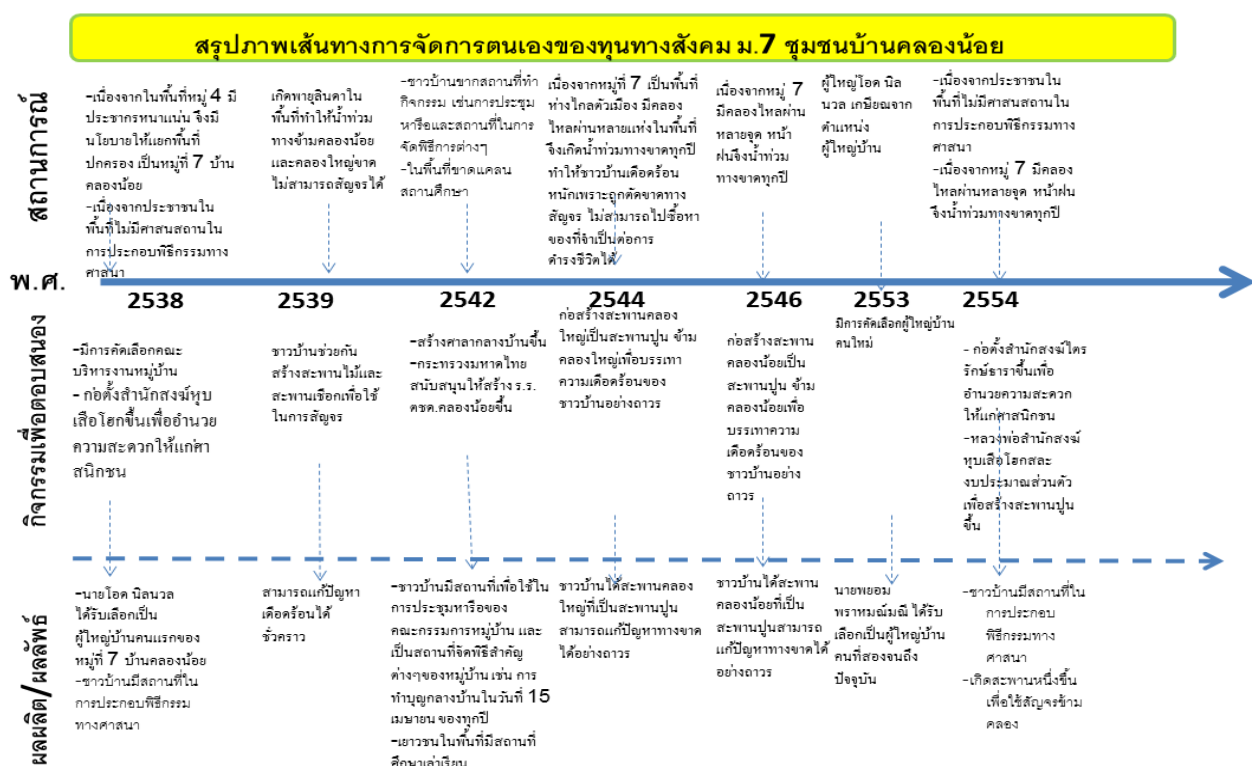 สรุปภาพเส้นทางการจัดการตนเองของทุนทางสังคม ม.7 ชุมชนบ้านคลองน้อย
สถานการณ์
-เนื่องจากในพื้นที่หมู่ 4 มี
ประชากรหนาแน่น จึงมี
นโยบายให้แยกพื้นที่
ปกครอง เป็นหมู่ที่ 7 บ้าน
คลองน้อย
-เนื่องจากประชาชนใน
พื้นที่ไม่มีศาสนสถานใน
การประกอบพิธีกรรมทาง
ศาสนา
เกิดพายุลินดาใน
พื้นที่ทำให้น้ำท่วม
ทางข้ามคลองน้อย
และคลองใหญ่ขาด
ไม่สามารถสัญจรได้
-ชาวบ้านขากสถานที่ทำ
กิจกรรม เช่นการประชุม
หารือและสถานที่ในการ
จัดพิธีการต่างๆ
-ในพื้นที่ขาดแคลน
สถานศึกษา
เนื่องจากหมู่ที่ 7 เป็นพื้นที่
ห่างไกลตัวเมือง มีคลอง
ไหลผ่านหลายแห่งในพื้นที่
จึงเกิดน้ำท่วมทางขาดทุกปี
ทำให้ชาวบ้านเดือดร้อน
หนักเพราะถูกตัดขาดทาง
สัญจร ไม่สามารถไปซื้อหา
ของที่จำเป็นต่อการ
ดำรงชีวิตได้
เนื่องจากหมู่ 7
มีคลองไหลผ่าน
หลายจุด หน้า
ฝนจึงน้ำท่วม
ทางขาดทุกปี
ผู้ใหญ่โอด นิล
นวล เกษียณจาก
ตำแหน่ง
ผู้ใหญ่บ้าน
-เนื่องจากประชาชนใน
พื้นที่ไม่มีศาสนสถานใน
การประกอบพิธีกรรมทาง
ศาสนา
-เนื่องจากหมู่ 7 มีคลอง
ไหลผ่านหลายจุด หน้าฝน
จึงน้ำท่วมทางขาดทุกปี
พ.ศ.
2538
2539
2542
2544
2546
2553
2554
กิจกรรมเพื่อตอบสนอง
-มีการคัดเลือกคณะ
บริหารงานหมู่บ้าน
- ก่อตั้งสำนักสงฆ์หุบ
เสือโฮกขึ้นเพื่ออำนวย
ความสะดวกให้แก่ศา
สนิกชน
ชาวบ้านช่วยกัน
สร้างสะพานไม้และ
สะพานเชือกเพื่อใช้
ในการสัญจร
-สร้างศาลากลางบ้านขึ้น
-กระทรวงมหาดไทย
สนับสนุนให้สร้าง ร.ร.
ตชด.คลองน้อยขึ้น
ก่อสร้างสะพานคลอง
ใหญ่เป็นสะพานปูน ข้าม
คลองใหญ่เพื่อบรรเทา
ความเดือดร้อนของ
ชาวบ้านอย่างถาวร
ก่อสร้างสะพาน
คลองน้อยเป็น
สะพานปูน ข้าม
คลองน้อยเพื่อ
บรรเทาความ
เดือดร้อนของ
ชาวบ้านอย่าง
ถาวร
มีการคัดเลือกผู้ใหญ่บ้าน
คนใหม่
- ก่อตั้งสำนักสงฆ์ไตร
รักษ์ธาราขึ้นเพื่อ
อำนวยความสะดวก
ให้แก่ศาสนิกชน
-หลวงพ่อสำนักสงฆ์
หุบเสือโฮกสละ
งบประมาณส่วนตัว
เพื่อสร้างสะพานปูน
ขึ้น
ผลผลิต/ผลลัพธ์
-นายโอด นิลนวล
ได้รับเลือกเป็น
ผู้ใหญ่บ้านคนแรกของ
หมู่ที่ 7 บ้านคลองน้อย
-ชาวบ้านมีสถานที่ใน
การประกอบพิธีกรรม
ทางศาสนา
สามารถแก้ปัญหา
เดือดร้อนได้
ชั่วคราว
-ชาวบ้านมีสถานที่เพื่อใช้ใน
การประชุมหารือของ
คณะกรรมการหมู่บ้าน และ
เป็นสถานที่จัดพิธีสำคัญ
ต่างๆของหมู่บ้าน เช่น การ
ทำบุญกลางบ้านในวันที่ 15
เมษายน ของทุกปี
-เยาวชนในพื้นที่มีสถานที่
ศึกษาเล่าเรียน
ชาวบ้านได้สะพานคลอง
ใหญ่ที่เป็นสะพานปูน
สามารถแก้ปัญหาทางขาด
ได้อย่างถาวร
ชาวบ้านได้สะพาน
คลองน้อยที่เป็น
สะพานปูนสามารถ
แก้ปัญหาทางขาดได้
อย่างถาวร
นายพยอม
พราหมณ์มณี ได้รับ
เลือกเป็นผู้ใหญ่บ้าน
คนที่สองจนถึง
ปัจจุบัน
-ชาวบ้านมีสถานที่ใน
การประกอบ
พิธีกรรมทาง
ศาสนา
-เกิดสะพานหนึ่งขึ้น
เพื่อใช้สัญจรข้าม
คลอง